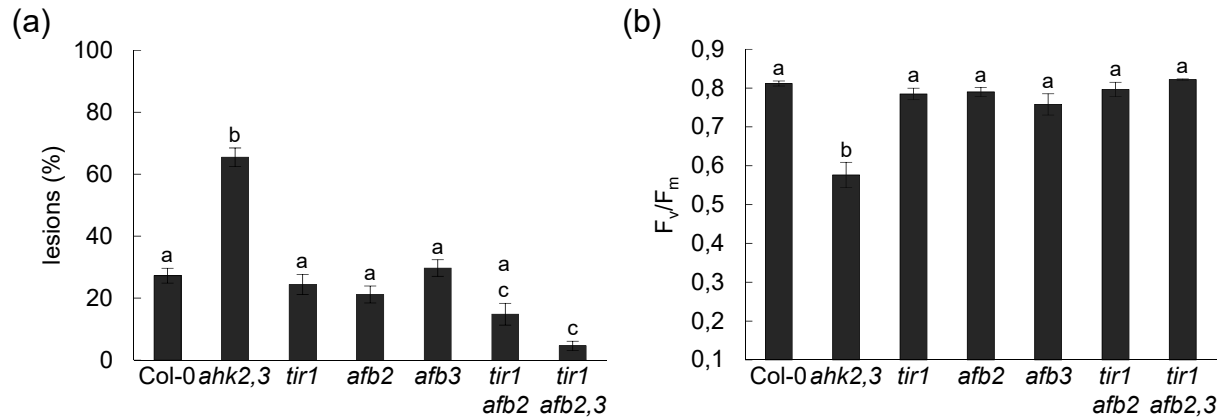 (a)
lesions (%)
100
80
60
40
20
0
a
b
a
a
a
a
c
c
Col-0 ahk2,3 tir1 afb2 afb3 tir1 tir1
afb2 afb2,3
(b)
Fv/Fm
0,9
0,8
0,7
0,6
0,5
0,4
0,3
0,2
0,1
a
b
a
a
a
a
a
Col-0 ahk2,3 tir1 afb2 afb3 tir1 tir1
afb2 afb2,3